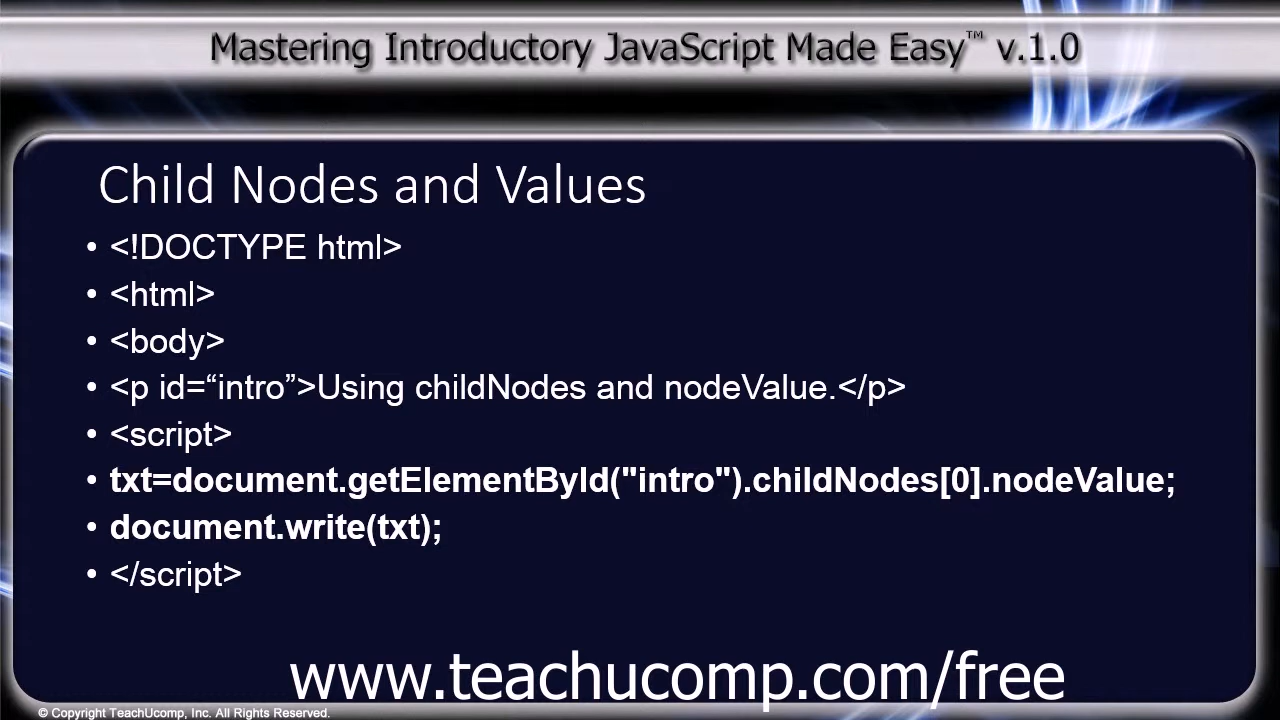 Mastering Introductory JavaScript Made Easy™ v.1.0
Child Nodes and Values
• <!DOCTYPE html>
• <html>
• <body>
• <p id=“intro”>Using childNodes and nodeValue.</p>
• <script>
• txt=document.getElementById("intro").childNodes[0].nodeValue;
• document.write(txt);
• </script>
www.teachucomp.com/free
© Copyright TeachUcomp, Inc. All Rights Reserved.